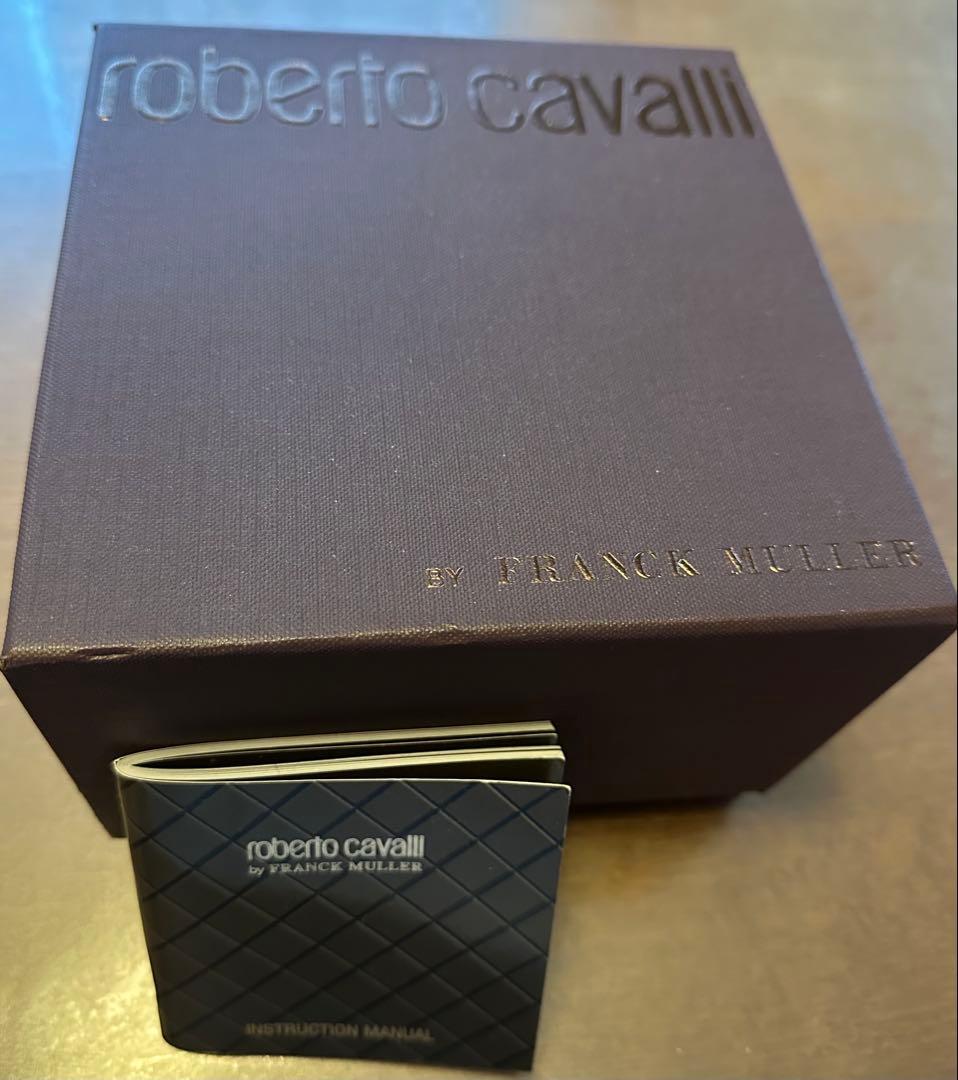 roberto cavalli
BY FRANCK MULLER
roberto cavalli
by FRANCK MULLER
INSTRUCTION MANUAL